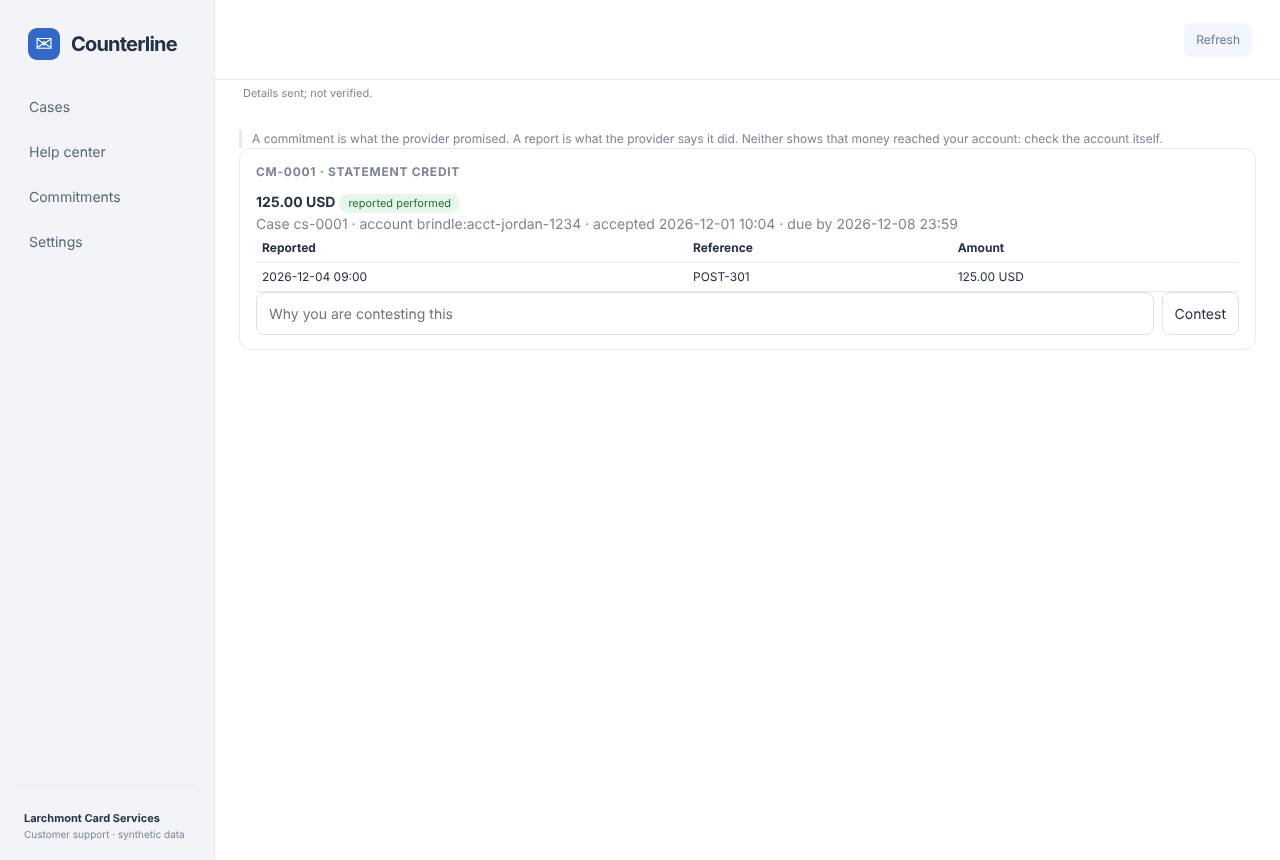 Counterline
Refresh
Cases
Help center
Commitments
Settings
Details sent; not verified.
A commitment is what the provider promised. A report is what the provider says it did. Neither shows that money reached your account: check the account itself.
CM-0001 · STATEMENT CREDIT
125.00 USD reported performed
Case cs-0001 · account brindle:acct-jordan-1234 · accepted 2026-12-01 10:04 · due by 2026-12-08 23:59
Reported Reference Amount
2026-12-04 09:00 POST-301 125.00 USD
Why you are contesting this Contest
Larchmont Card Services
Customer support · synthetic data